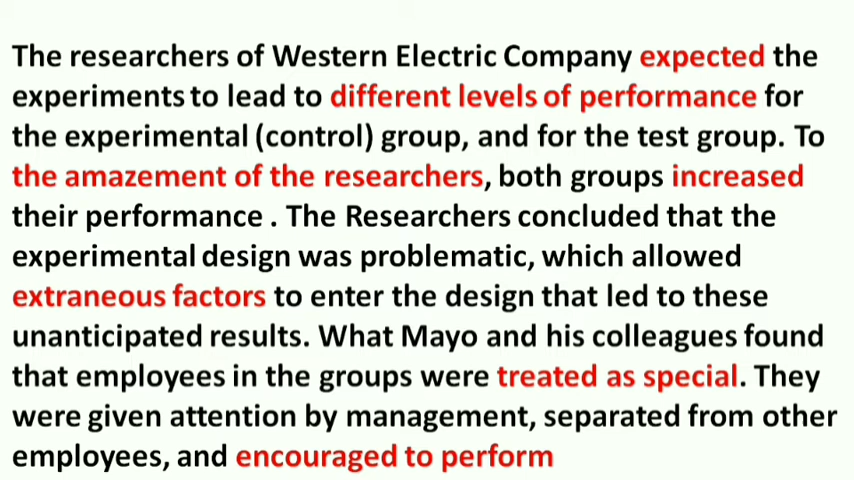 The researchers of Western Electric Company expected the
experiments to lead to different levels of performance for
the experimental (control) group, and for the test group. To
the amazement of the researchers, both groups increased
their performance . The Researchers concluded that the
experimental design was problematic, which allowed
extraneous factors to enter the design that led to these
unanticipated results. What Mayo and his colleagues found
that employees in the groups were treated as special. They
were given attention by management, separated from other
employees, and encouraged to perform